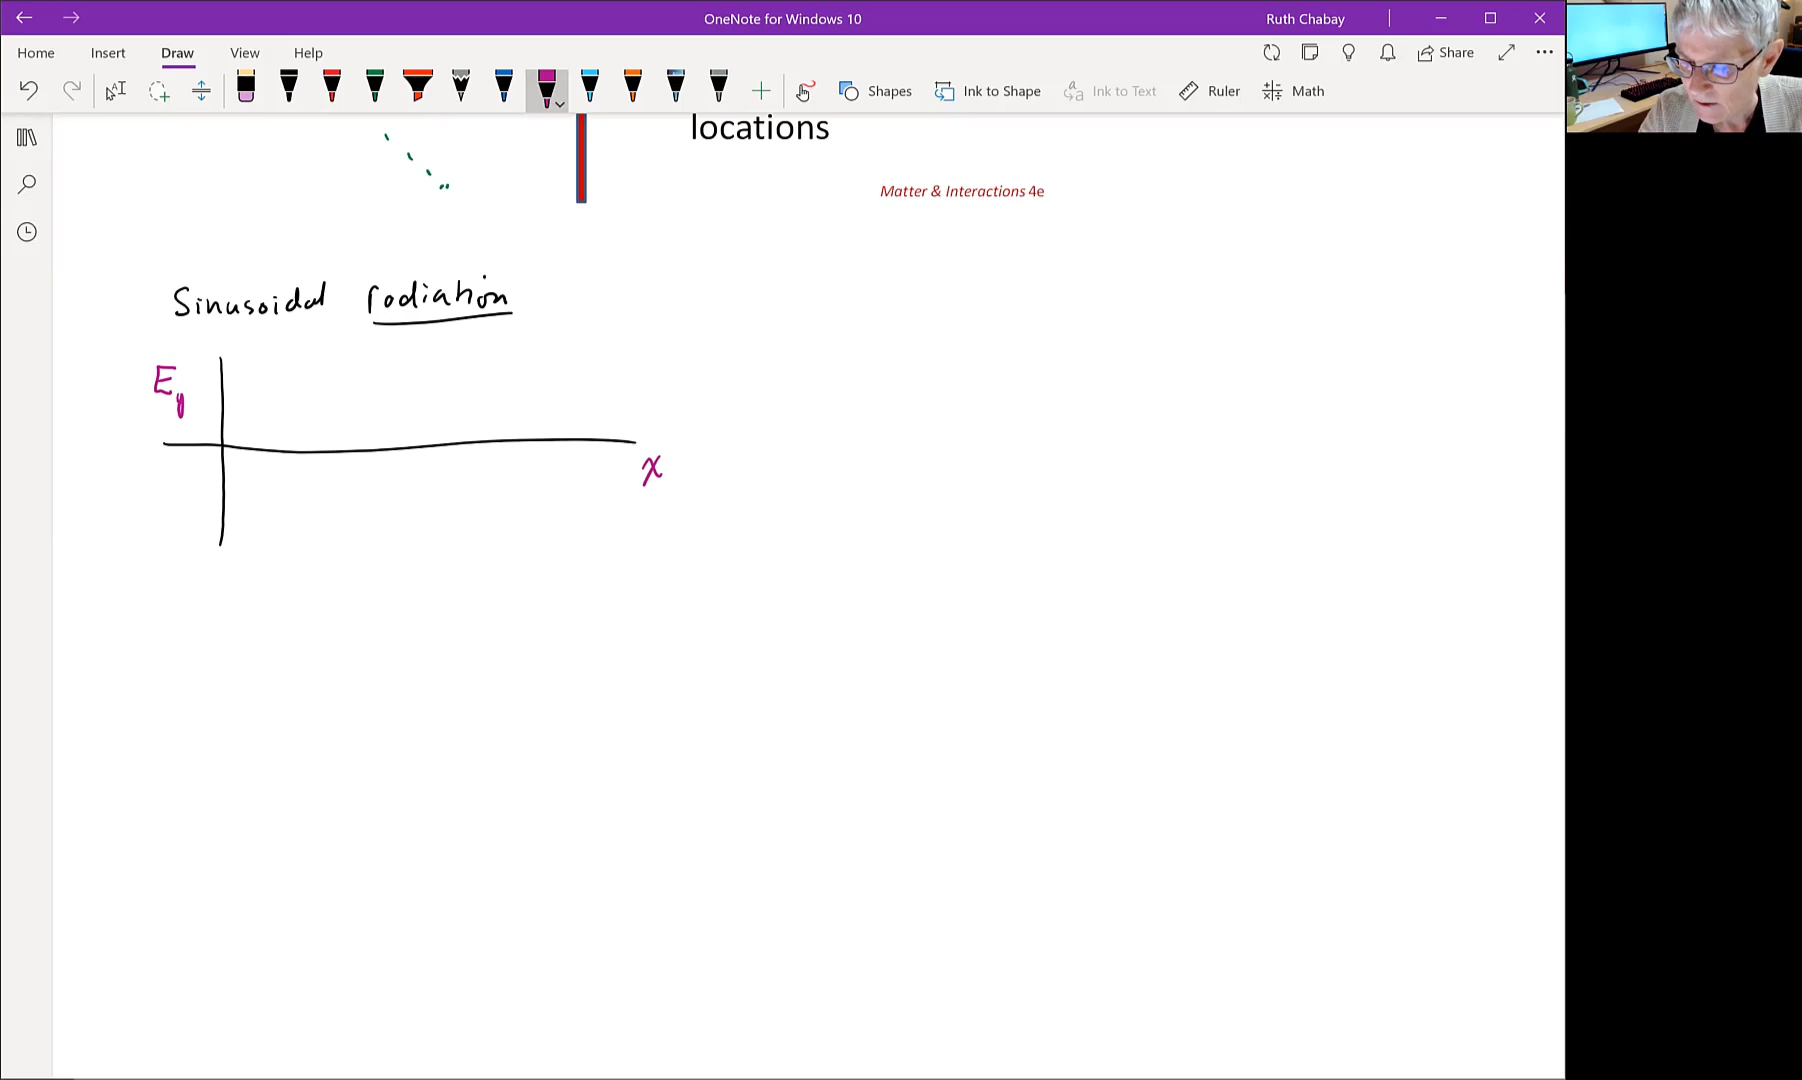 OneNote for Windows 10
Ruth Chabay
Home Insert Draw View Help
Share
Shapes Ink to Shape Ink to Text Ruler Math
locations
Matter & Interactions 4e
Sinusoidal radiation
Ey
x